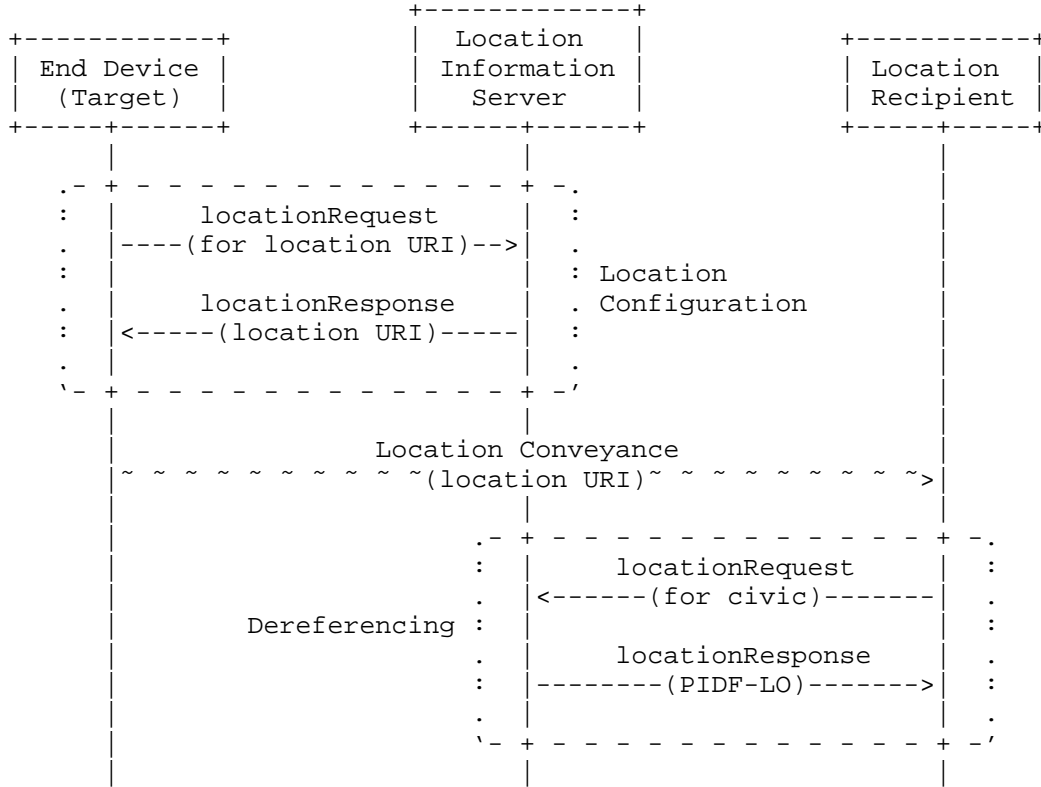 Location
End Device
Information
Location
(Target)
Server
Recipient
locationRequest
(for location URI)
Location
locationResponse
Configuration
(location URI)
Location Conveyance
(location URI)
locationRequest
(for civic)
Dereferencing
locationResponse
(PIDF-LO)